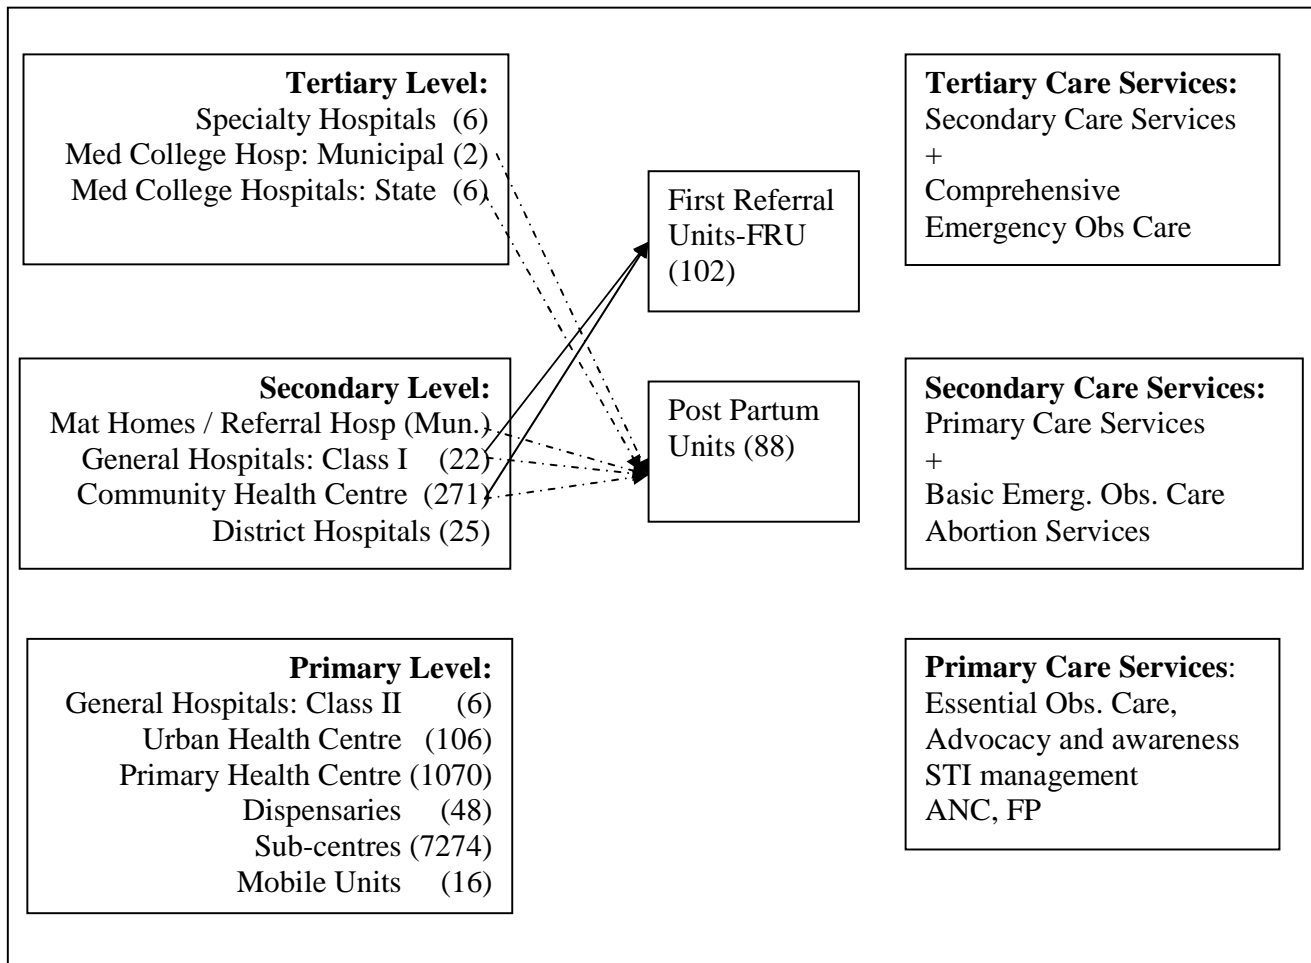 Tertiary Level:
Specialty Hospitals (6)
Med College Hosp: Municipal (2)
Med College Hospitals: State (6)
Secondary Level:
Mat Homes / Referral Hosp (Mun.)
General Hospitals: Class I (22)
Community Health Centre (271)
District Hospitals (25)
Primary Level:
General Hospitals: Class II (6)
Urban Health Centre (106)
Primary Health Centre (1070)
Dispensaries (48)
Sub-centres (7274)
Mobile Units (16)
First Referral
Units-FRU
(102)
Post Partum
Units (88)
Tertiary Care Services:
Secondary Care Services
+
Comprehensive
Emergency Obs Care
Secondary Care Services:
Primary Care Services
+
Basic Emerg. Obs. Care
Abortion Services
Primary Care Services:
Essential Obs. Care,
Advocacy and awareness
STI management
ANC, FP